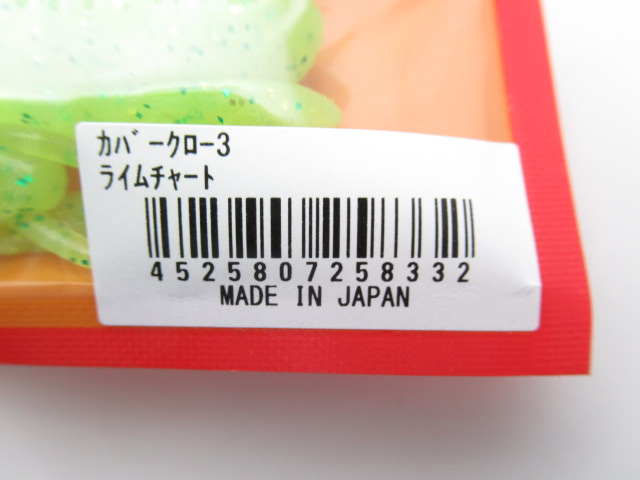 ｶﾊﾞｰｸﾛｰ3
ﾗｲﾑﾁｬｰﾄ
4525807258332
MADE IN JAPAN